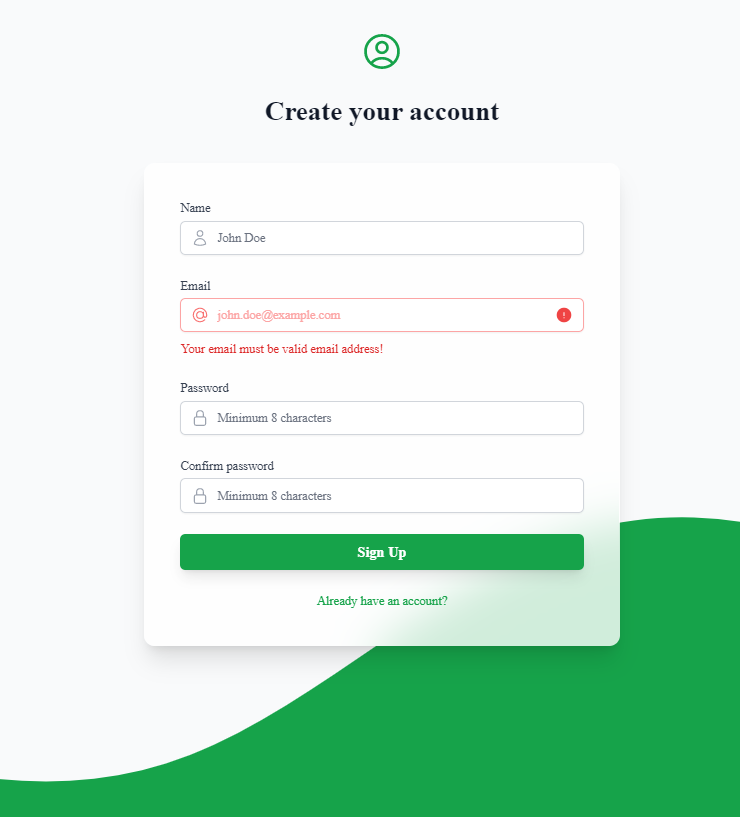 Create your account
Name
John Doe
Email
john.doe@example.com
Your email must be valid email address!
Password
Minimum 8 characters
Confirm password
Minimum 8 characters
Sign Up
Already have an account?